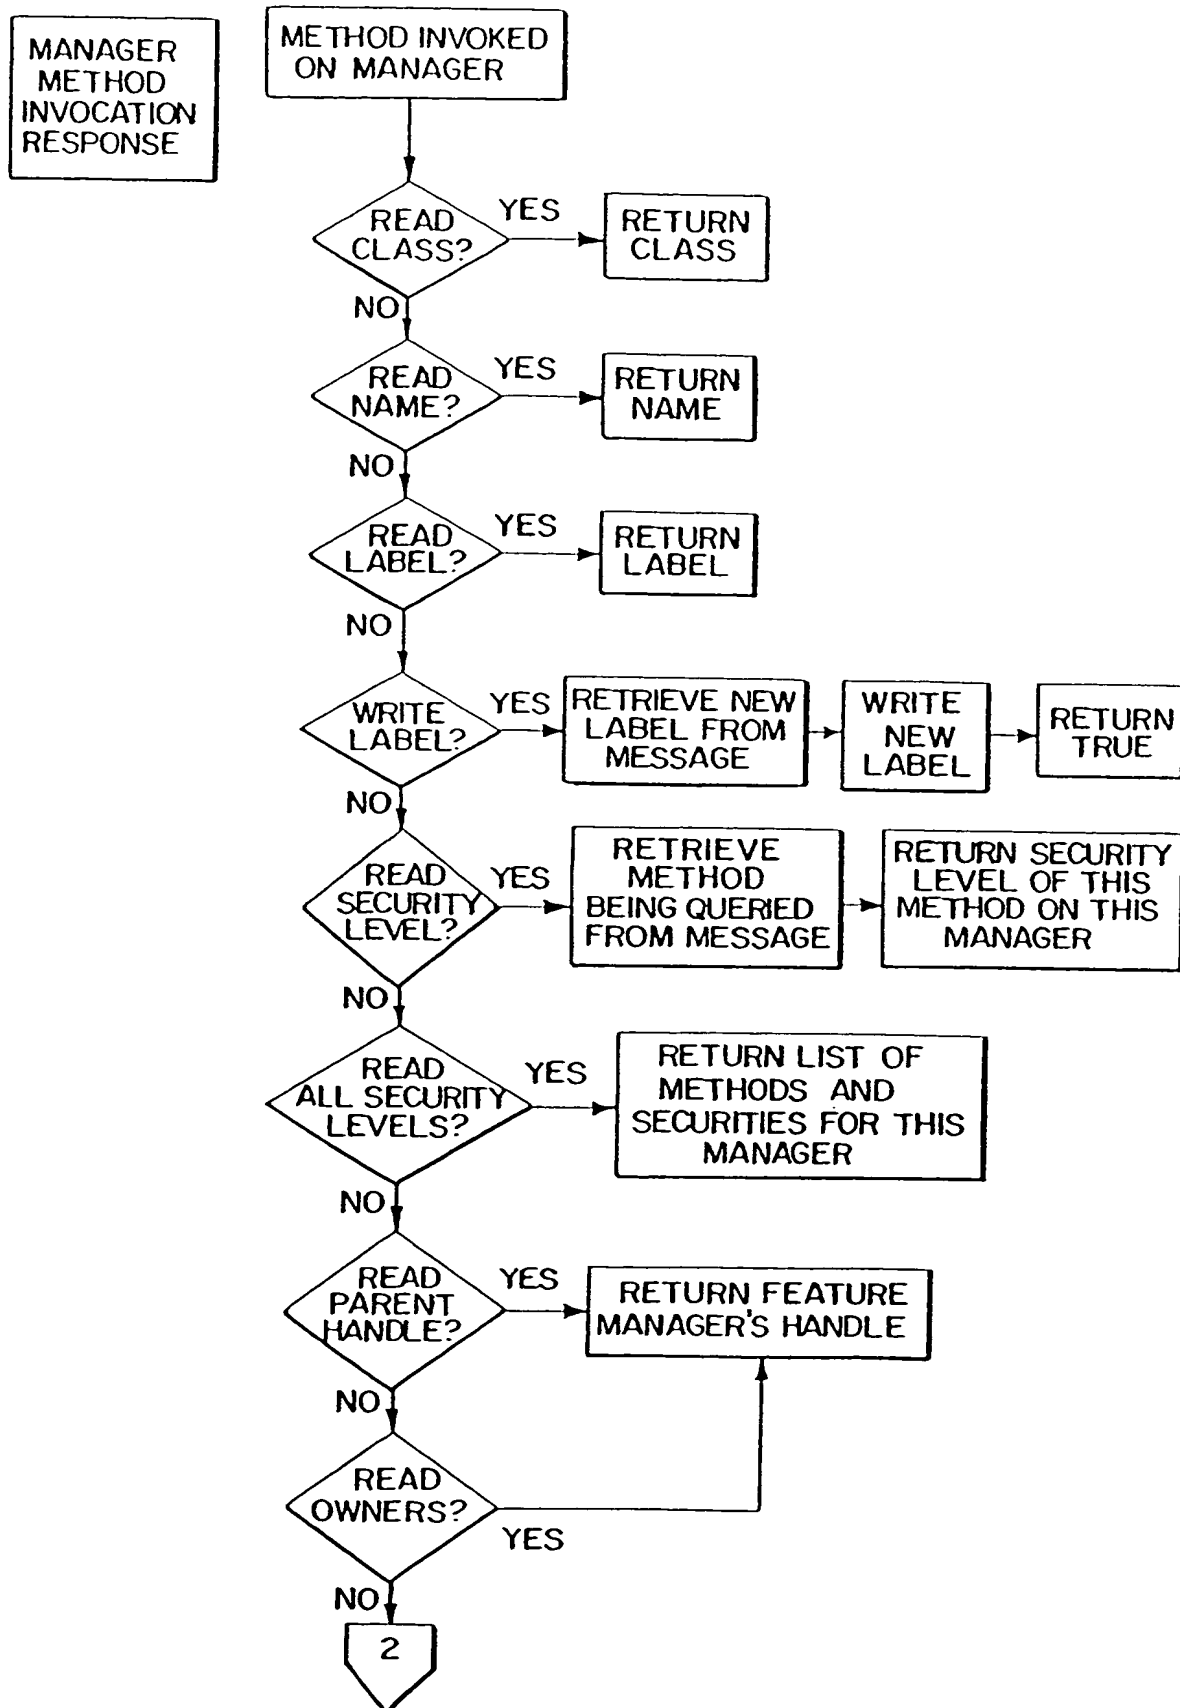 MANAGER
METHOD
INVOCATION
RESPONSE
METHOD INVOKED
ON MANAGER
READ
CLASS?
YES
RETURN
CLASS
NO
READ
NAME?
YES
RETURN
NAME
NO
READ
LABEL?
YES
RETURN
LABEL
NO
WRITE
LABEL?
YES
RETRIEVE NEW
LABEL FROM
MESSAGE
WRITE
NEW
LABEL
RETURN
TRUE
NO
READ
SECURITY
LEVEL?
YES
RETRIEVE
METHOD
BEING QUERIED
FROM MESSAGE
RETURN SECURITY
LEVEL OF THIS
METHOD ON THIS
MANAGER
NO
READ
ALL SECURITY
LEVELS?
YES
RETURN LIST OF
METHODS AND
SECURITIES FOR THIS
MANAGER
NO
READ
PARENT
HANDLE?
YES
RETURN FEATURE
MANAGER'S HANDLE
NO
READ
OWNERS?
YES
NO
2